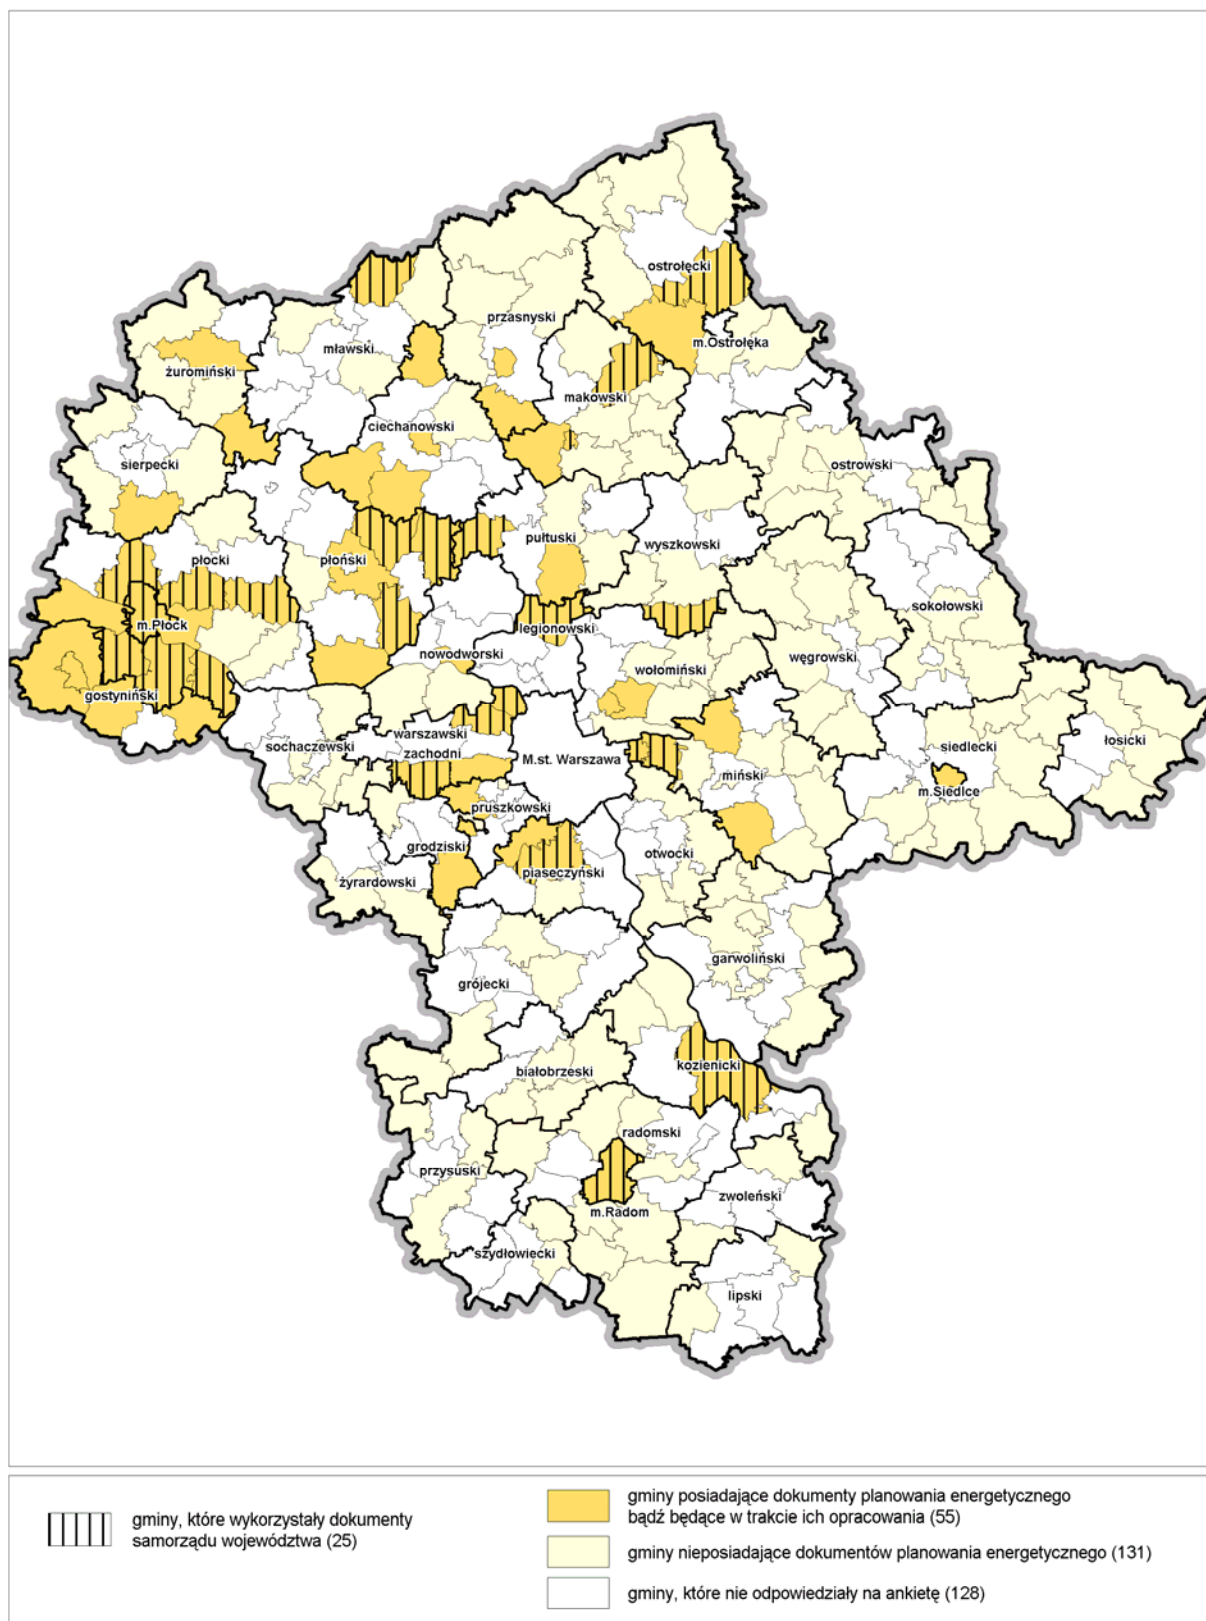 ostrołęcki
przasnyski
m.Ostrołęka
mławski
żuromiński
makowski
ciechanowski
sierpecki
ostrowski
pułtuski
wyszkowski
płocki
płoński
sokołowski
m.Płock
legionowski
nowodworski
wołomiński
węgrowski
gostyniński
warszawski
zachodni
sochaczewski
M.st. Warszawa
siedlecki
łosicki
miński
m.Siedlce
pruszkowski
grodziski
otwocki
piaseczyński
żyrardowski
garwoliński
grójecki
kozienicki
białobrzeski
radomski
przysuski
zwoleński
m.Radom
szydłowiecki
lipski
gminy, które wykorzystały dokumenty
samorządu województwa (25)
gminy posiadające dokumenty planowania energetycznego
bądź będące w trakcie ich opracowania (55)
gminy nieposiadające dokumentów planowania energetycznego (131)
gminy, które nie odpowiedziały na ankietę (128)